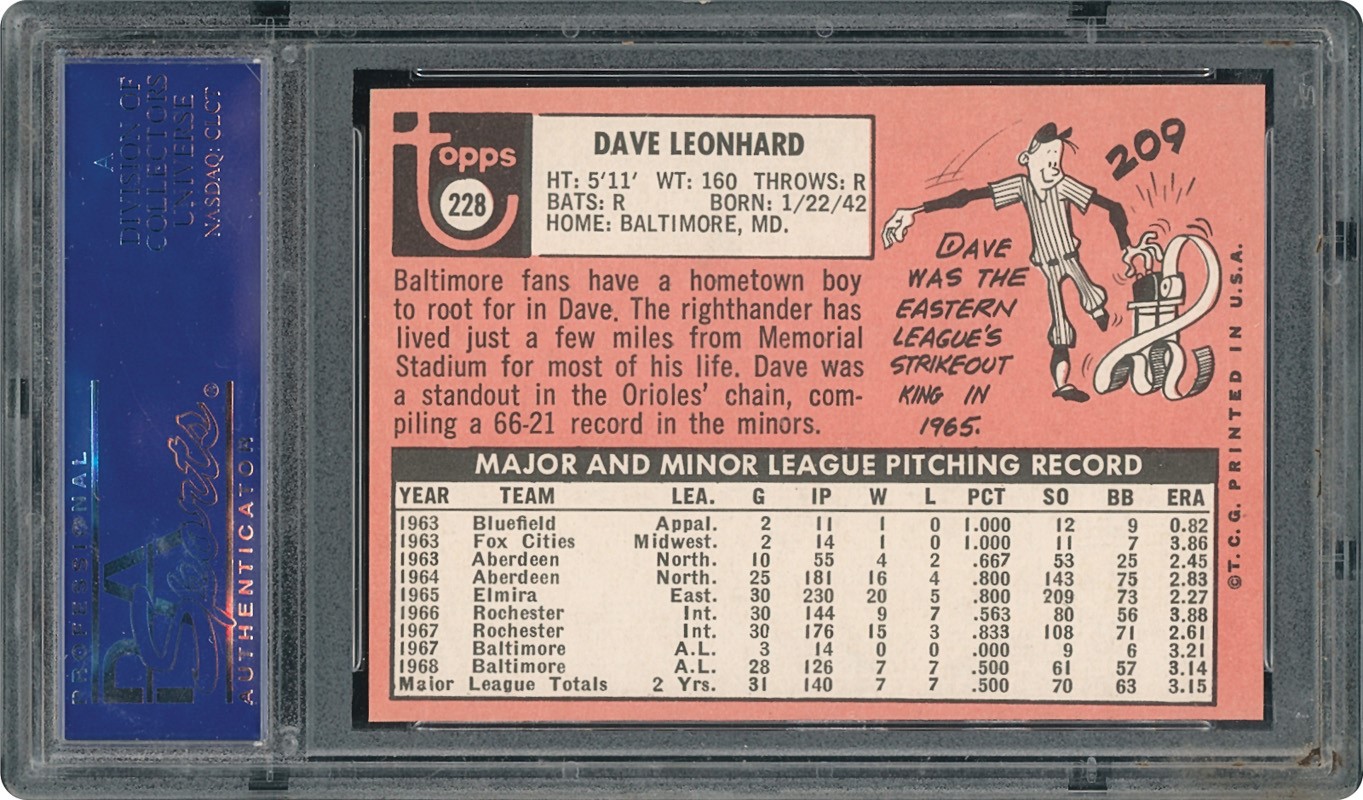 A
DIVISION OF
COLLECTORS
UNIVERSE
NASDAQ: CLCT
PROFESSIONAL
PSA
Sports®
AUTHENTICATOR
Topps
228
DAVE LEONHARD
HT: 5'11' WT: 160 THROWS: R
BATS: R BORN: 1/22/42
HOME: BALTIMORE, MD.
Baltimore fans have a hometown boy
to root for in Dave. The righthander has
lived just a few miles from Memorial
Stadium for most of his life. Dave was
a standout in the Orioles' chain, com-
piling a 66-21 record in the minors.
209
DAVE
WAS THE
EASTERN
LEAGUE'S
STRIKEOUT
KING IN
1965.
MAJOR AND MINOR LEAGUE PITCHING RECORD
YEAR TEAM LEA. G IP W L PCT SO BB ERA
1963 Bluefield Appal. 2 11 1 0 1.000 12 9 0.82
1963 Fox Cities Midwest. 2 14 1 0 1.000 11 7 3.86
1963 Aberdeen North. 10 55 4 2 .667 53 25 2.45
1964 Aberdeen North. 25 181 16 4 .800 143 75 2.83
1965 Elmira East. 30 230 20 5 .800 209 73 2.27
1966 Rochester Int. 30 144 9 7 .563 80 56 3.88
1967 Rochester Int. 30 176 15 3 .833 108 71 2.61
1967 Baltimore A.L. 3 14 0 0 .000 9 6 3.21
1968 Baltimore A.L. 28 126 7 7 .500 61 57 3.14
Major League Totals 2 Yrs. 31 140 7 7 .500 70 63 3.15
©T. C. G. PRINTED IN U.S.A.